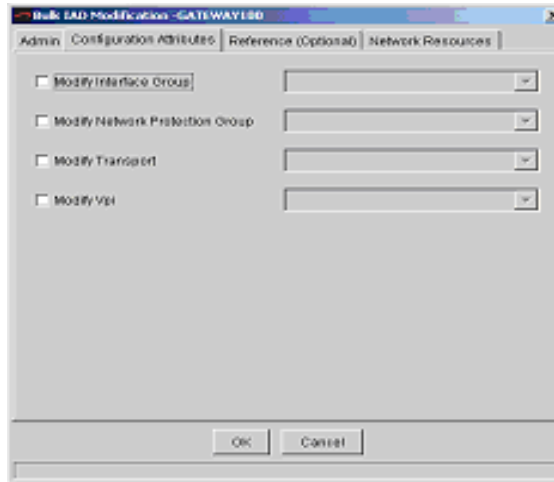 Bulk IAD Modification -GATEWAY100
Admin Configuration Attributes Reference (Optional) Network Resources
Modify Interface Group
Modify Network Protection Group
Modify Transport
Modify Vpi
OK Cancel